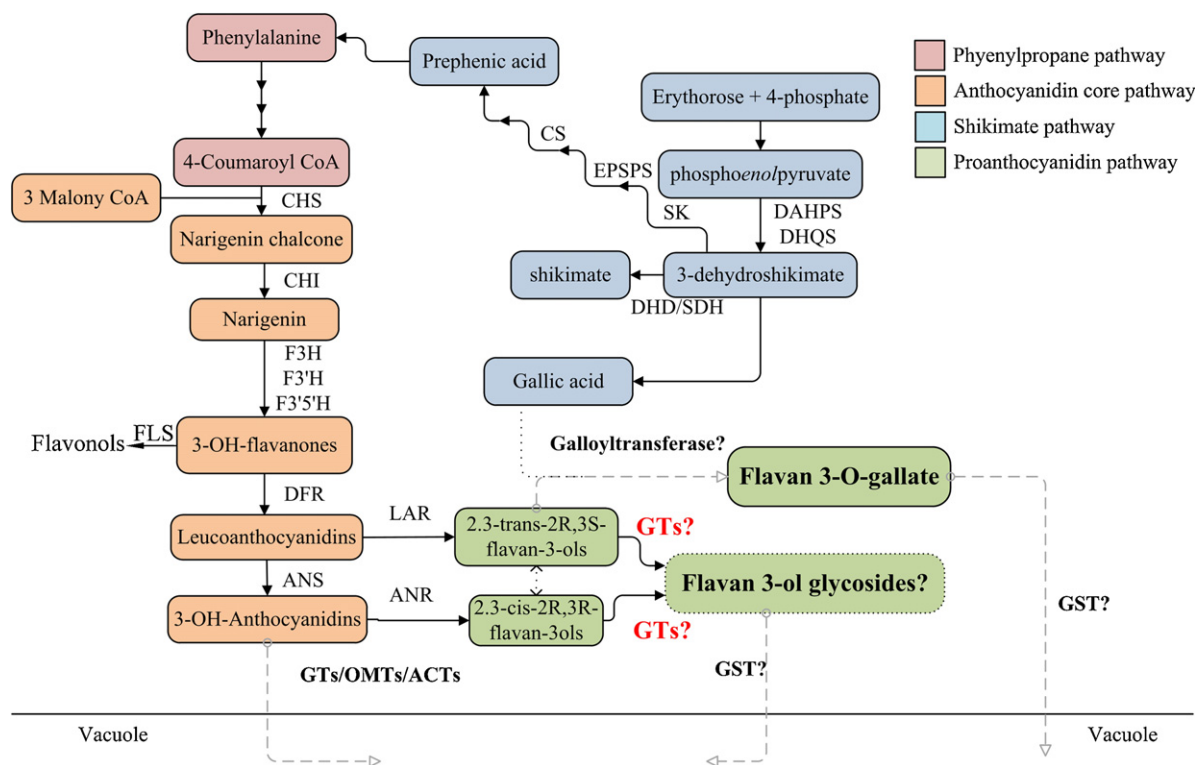 Phenylalanine
Prephenic acid
Phyenylpropane pathway
Anthocyanidin core pathway
Shikimate pathway
Proanthocyanidin pathway
Erythorose + 4-phosphate
CS
4-Coumaroyl CoA
EPSPS
phosphoenolpyruvate
3 Malony CoA
CHS
SK
DAHPS
DHQS
Narigenin chalcone
shikimate
3-dehydroshikimate
CHI
DHD/SDH
Narigenin
F3H
F3'H
F3'5'H
Gallic acid
Flavonols
FLS
3-OH-flavanones
Galloyltransferase?
Flavan 3-O-gallate
DFR
LAR
Leucoanthocyanidins
2.3-trans-2R,3S-
flavan-3-ols
GTs?
Flavan 3-ol glycosides?
ANS
ANR
3-OH-Anthocyanidins
2.3-cis-2R,3R-
flavan-3ols
GTs?
GST?
GTs/OMTs/ACTs
GST?
Vacuole
Vacuole